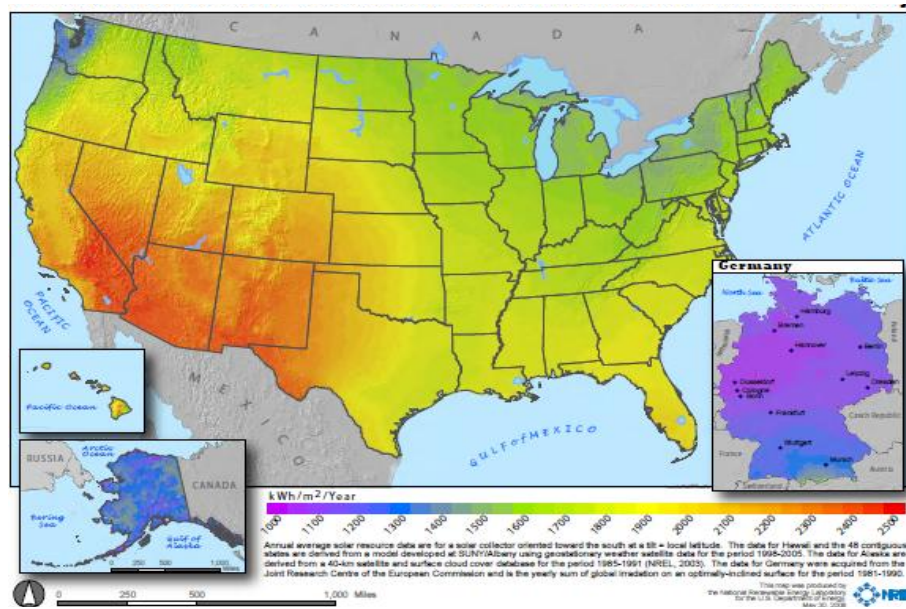 C A N A D A
ATLANTIC OCEAN
PACIFIC
OCEAN
MEXICO
GULF of MEXICO
Pacific Ocean
Arctic
Ocean
RUSSIA
CANADA
Bering
Sea
Gulf of
Alaska
Germany
North Sea
Baltic Sea
Hamburg
Bremen
Hannover
Berlin
Dusseldorf
Cologne
Bonn
Leipzig
Dresden
Frankfurt
Czech Republic
Stuttgart
Munich
France
Austria
Switzerland
kWh/m²/Year
1100 1200 1300 1400 1500 1600 1700 1800 1900 2000 2100 2200 2300 2400 2500
Annual average solar resource data are for a solar collector oriented toward the south at a tilt = local latitude. The data for Hawaii and the 48 contiguous
states are derived from a model developed at SUNY/Albany using geostationary weather satellite data for the period 1998-2005. The data for Alaska are
derived from a 40-km satellite and surface cloud cover database for the period 1985-1991 (NREL, 2003). The data for Germany were acquired from the
Joint Research Centre of the European Commission and is the yearly sum of global irradiation on an optimally-inclined surface for the period 1981-1990.
0 500 1,000 Miles
This map was produced by
the National Renewable Energy Laboratory
for the U.S. Department of Energy.
NREL